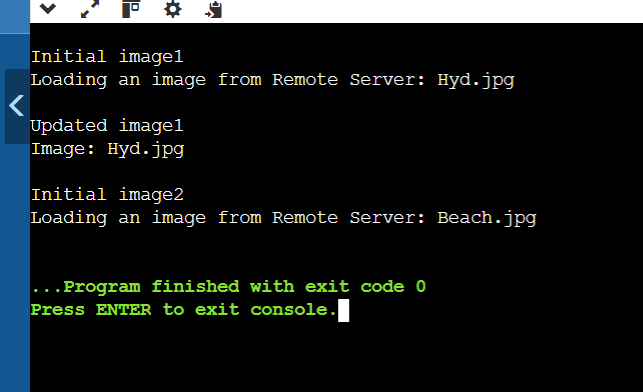 Initial image1
Loading an image from Remote Server: Hyd.jpg
Updated image1
Image: Hyd.jpg
Initial image2
Loading an image from Remote Server: Beach.jpg
...Program finished with exit code 0
Press ENTER to exit console.